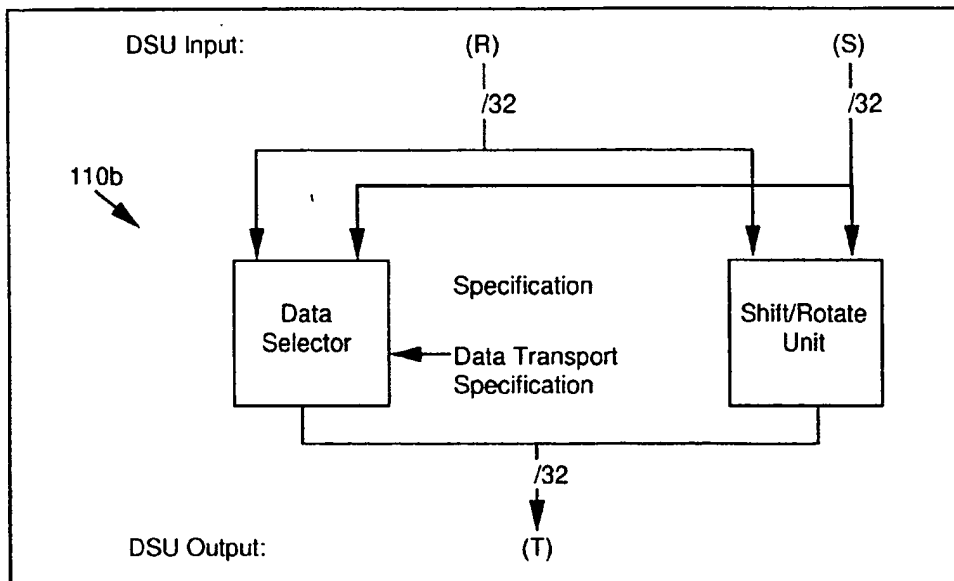 DSU Input: (R) (S)
/32 /32
110b
Specification
Data Selector
Data Transport Specification
Shift/Rotate Unit
/32
DSU Output: (T)